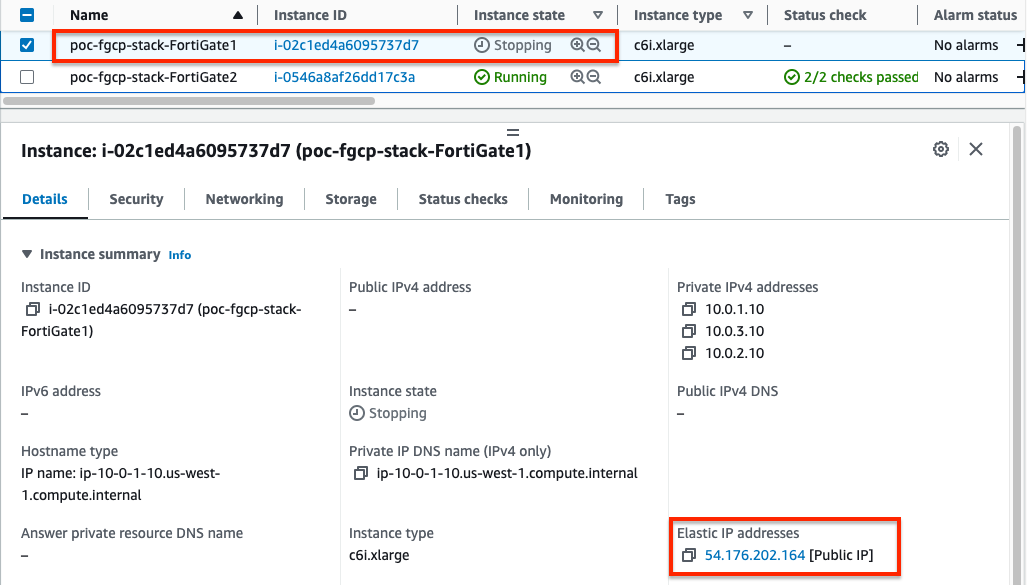 Name Instance ID Instance state Instance type Status check Alarm status
poc-fgcp-stack-FortiGate1 i-02c1ed4a6095737d7 Stopping c6i.xlarge – No alarms
poc-fgcp-stack-FortiGate2 i-0546a8af26dd17c3a Running c6i.xlarge 2/2 checks passed No alarms
Instance: i-02c1ed4a6095737d7 (poc-fgcp-stack-FortiGate1)
Details Security Networking Storage Status checks Monitoring Tags
Instance summary Info
Instance ID
i-02c1ed4a6095737d7 (poc-fgcp-stack-
FortiGate1)
Public IPv4 address
–
Private IPv4 addresses
10.0.1.10
10.0.3.10
10.0.2.10
IPv6 address
–
Instance state
Stopping
Public IPv4 DNS
–
Hostname type
IP name: ip-10-0-1-10.us-west-
1.compute.internal
Private IP DNS name (IPv4 only)
ip-10-0-1-10.us-west-1.compute.internal
Answer private resource DNS name
–
Instance type
c6i.xlarge
Elastic IP addresses
54.176.202.164 [Public IP]